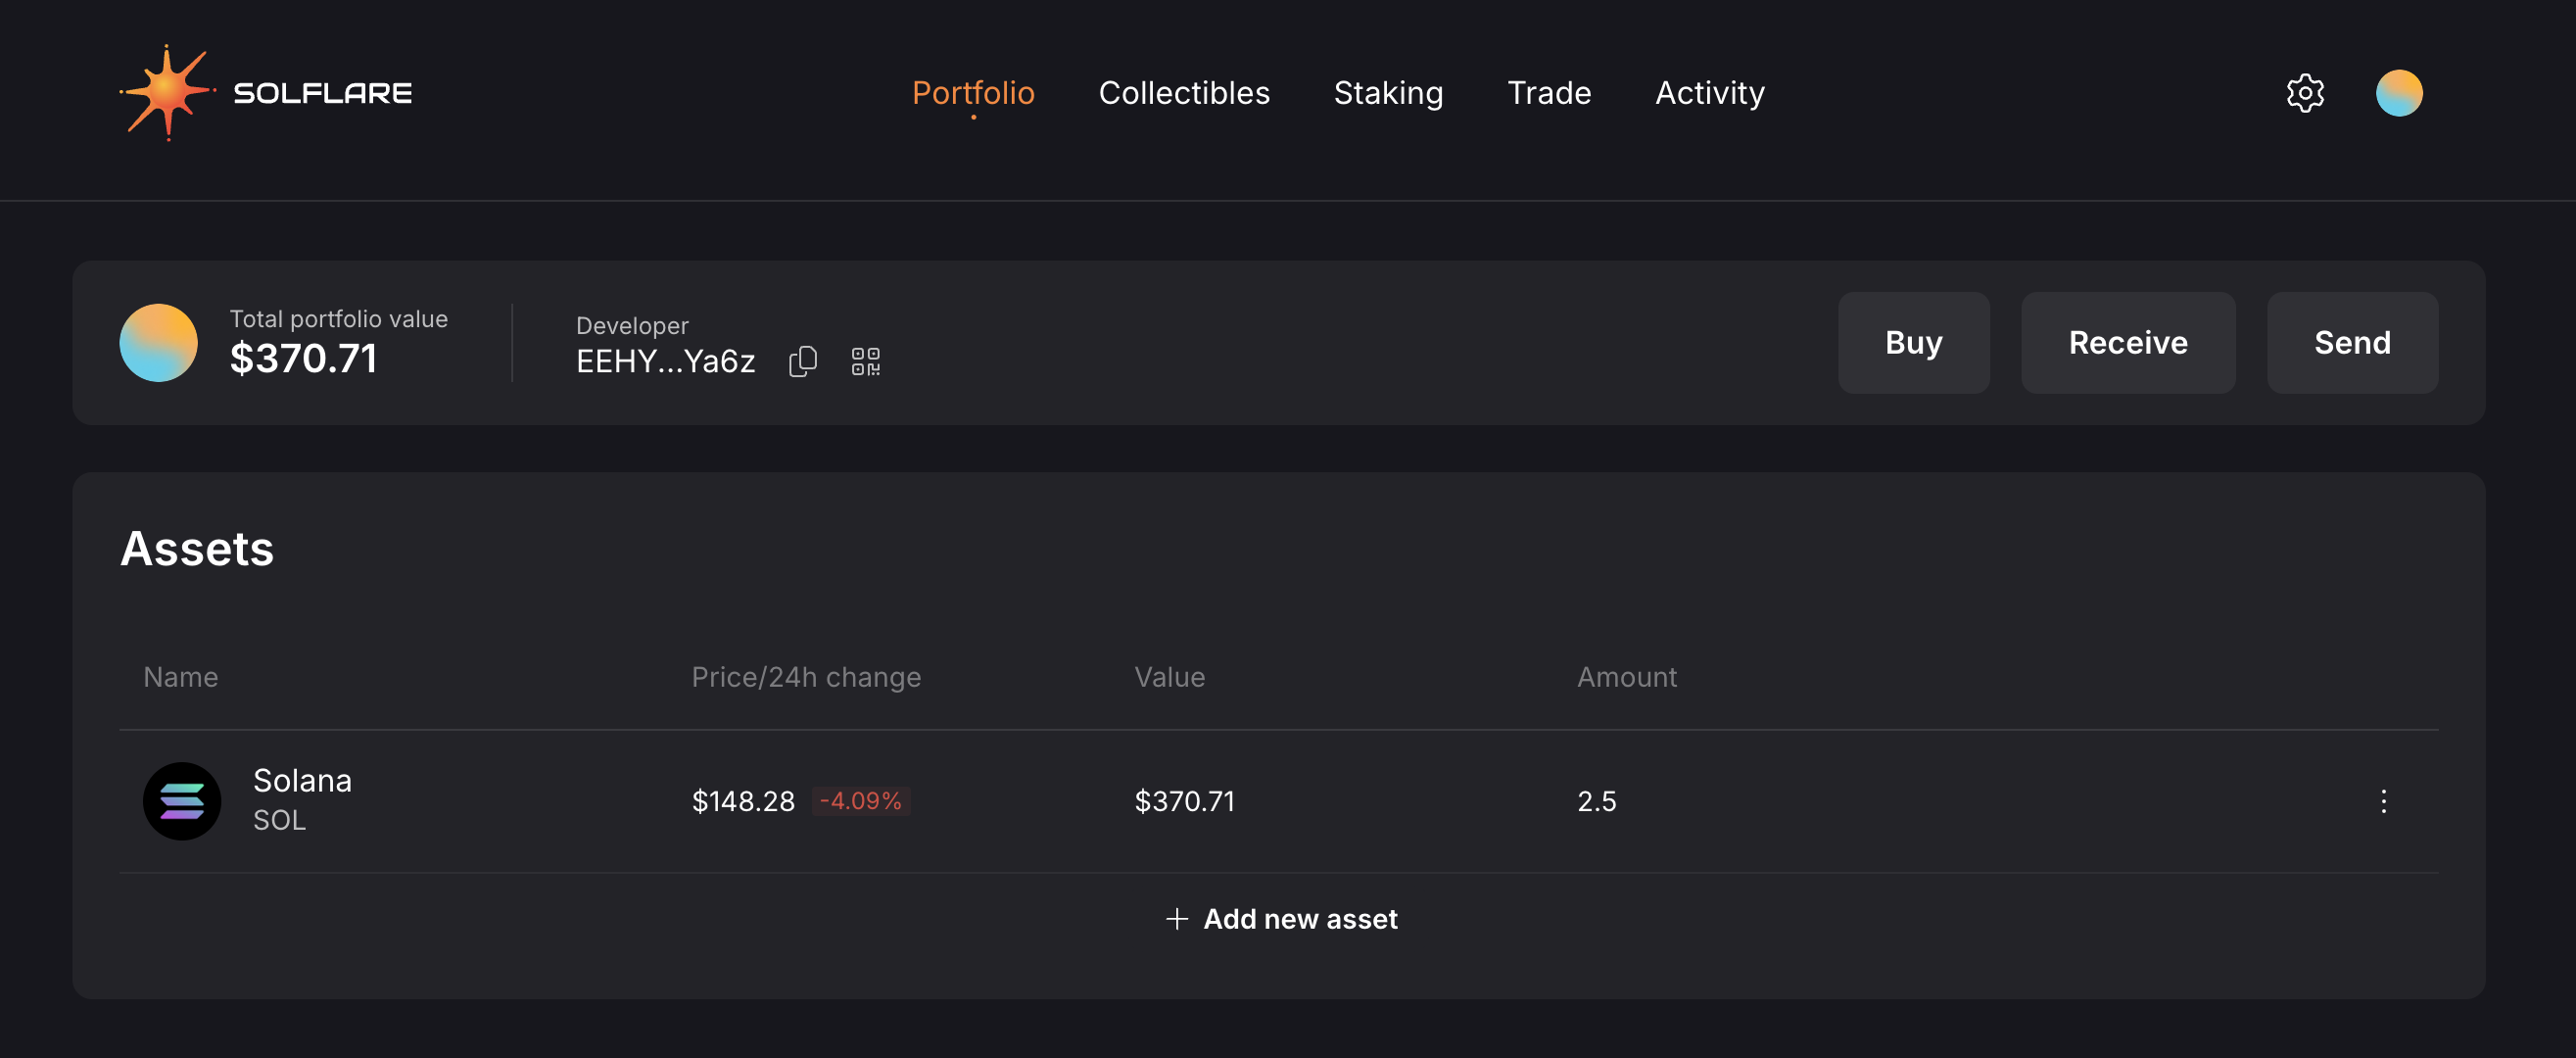 SOLFLARE
Portfolio Collectibles Staking Trade Activity
Total portfolio value
$370.71
Developer
EEHY...Ya6z
Buy Receive Send
Assets
Name Price/24h change Value Amount
Solana
SOL
$148.28 -4.09% $370.71 2.5
Add new asset